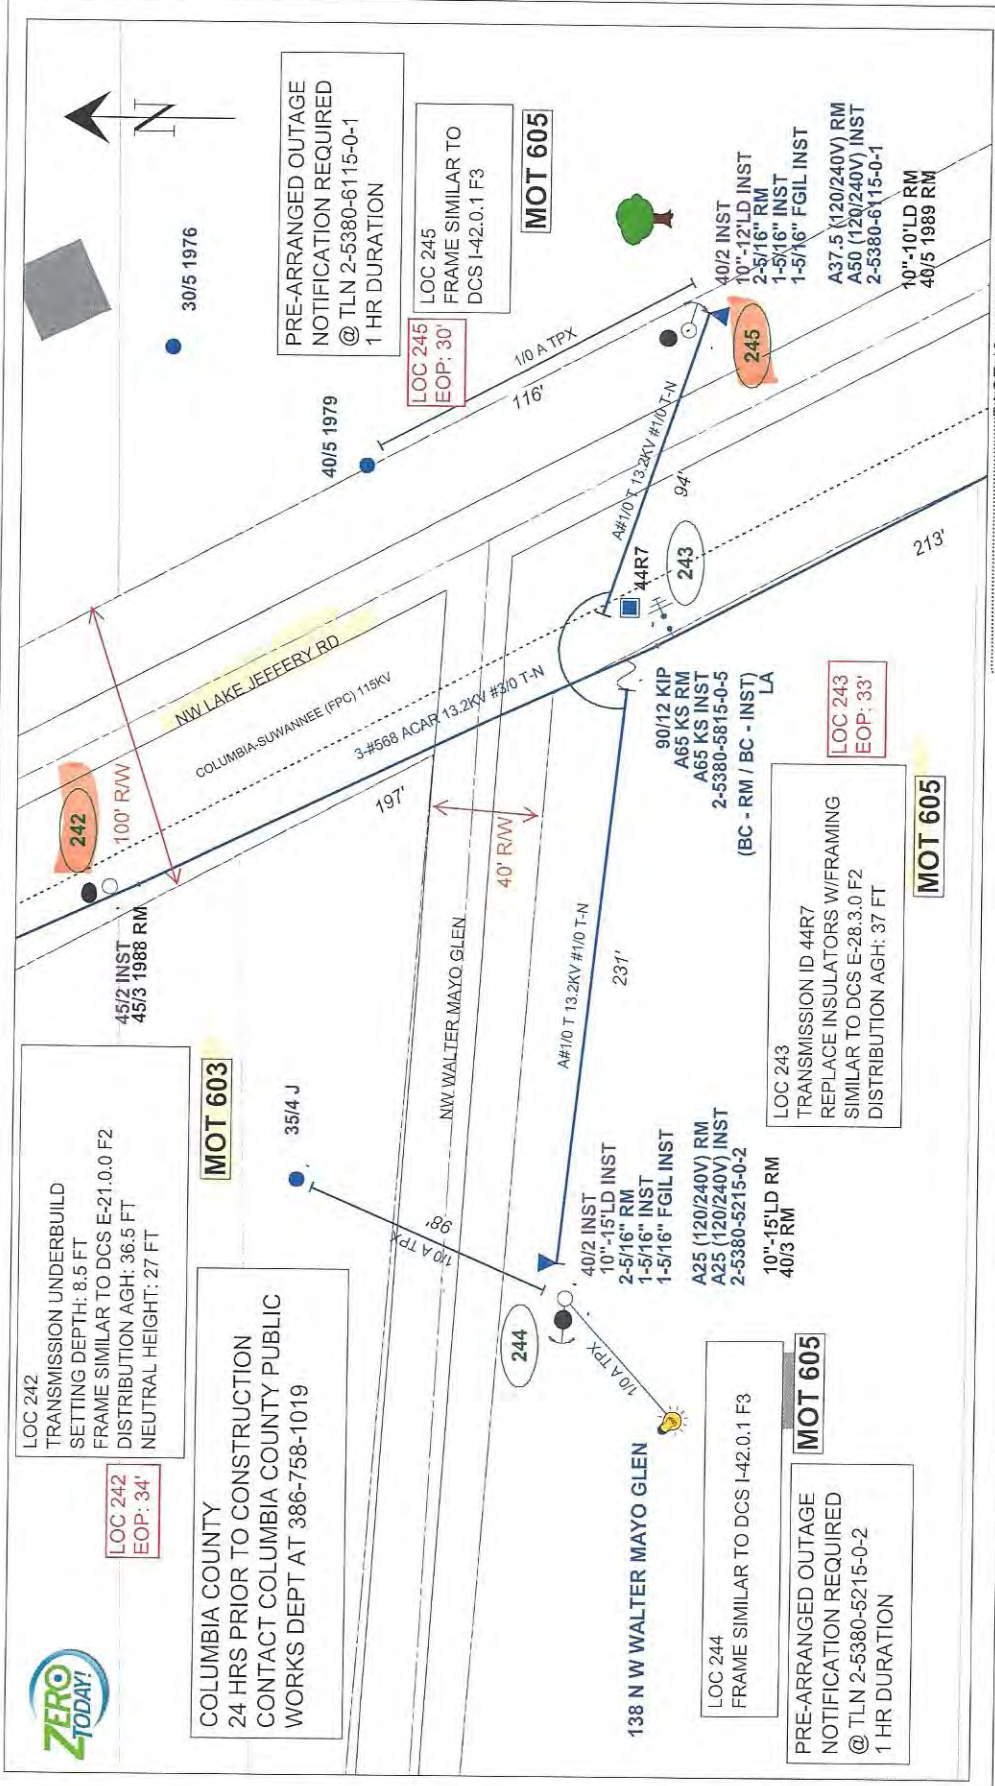 ZERO
TODAY!
LOC 242
TRANSMISSION UNDERBUILD
SETTING DEPTH: 8.5 FT
FRAME SIMILAR TO DCS E-21.0.0 F2
DISTRIBUTION AGH: 36.5 FT
NEUTRAL HEIGHT: 27 FT
LOC 242
EOP: 34'
MOT 603
COLUMBIA COUNTY
24 HRS PRIOR TO CONSTRUCTION
CONTACT COLUMBIA COUNTY PUBLIC
WORKS DEPT AT 386-758-1019
45/2 INST
45/3 1988 RM
242
100' R/W
NW LAKE JEFFERY RD
COLUMBIA-SUWANNEE (FPC) 115KV
3-#568 ACAR 13.2KV #3/0 T-N
197'
40' R/W
NW WALTER MAYO GLEN
30/5 1976
40/5 1979
N
PRE-ARRANGED OUTAGE
NOTIFICATION REQUIRED
@ TLN 2-5380-6115-0-1
1 HR DURATION
LOC 245
EOP: 30'
LOC 245
FRAME SIMILAR TO
DCS I-42.0.1 F3
MOT 605
1/0 A TPX
116'
35/4 J
1/0 A TPX
98'
244
A#1/0 T 13.2KV #1/0 T-N
231'
A#1/0 T 13.2KV #1/0 T-N
94'
44R7
243
213'
245
40/2 INST
10"-12'LD INST
2-5/16" RM
1-5/16" INST
1-5/16" FGIL INST
A37.5 (120/240V) RM
A50 (120/240V) INST
2-5380-6115-0-1
10"-10'LD RM
40/5 1989 RM
90/12 KIP
A65 KS RM
A65 KS INST
2-5380-5815-0-5
(BC - RM / BC - INST)
LA
LOC 243
EOP: 33'
LOC 243
TRANSMISSION ID 44R7
REPLACE INSULATORS W/FRAMING
SIMILAR TO DCS E-28.3.0 F2
DISTRIBUTION AGH: 37 FT
MOT 605
40/2 INST
10"-15'LD INST
2-5/16" RM
1-5/16" INST
1-5/16" FGIL INST
A25 (120/240V) RM
A25 (120/240V) INST
2-5380-5215-0-2
10"-15'LD RM
40/3 RM
1/0 A TPX
138 N W WALTER MAYO GLEN
LOC 244
FRAME SIMILAR TO DCS I-42.0.1 F3
MOT 605
PRE-ARRANGED OUTAGE
NOTIFICATION REQUIRED
@ TLN 2-5380-5215-0-2
1 HR DURATION